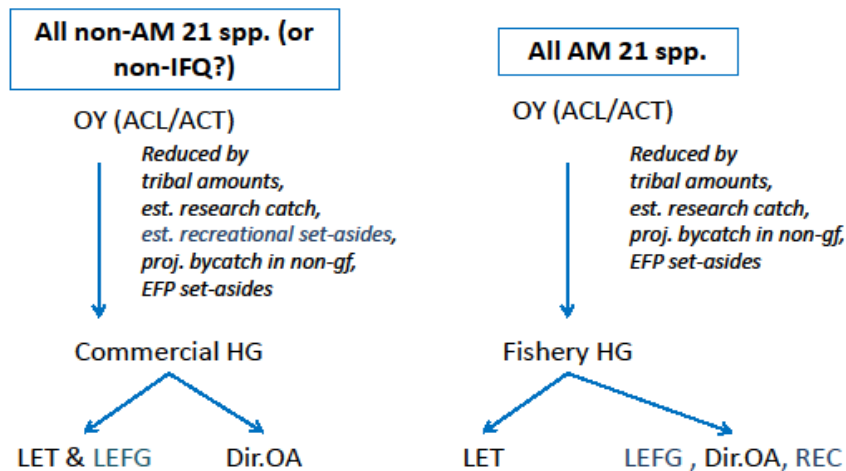 All non-AM 21 spp. (or
non-IFQ?)
OY (ACL/ACT)
Reduced by
tribal amounts,
est. research catch,
est. recreational set-asides,
proj. bycatch in non-gf,
EFP set-asides
Commercial HG
LET & LEFG
Dir.OA
All AM 21 spp.
OY (ACL/ACT)
Reduced by
tribal amounts,
est. research catch,
proj. bycatch in non-gf,
EFP set-asides
Fishery HG
LET
LEFG , Dir.OA, REC